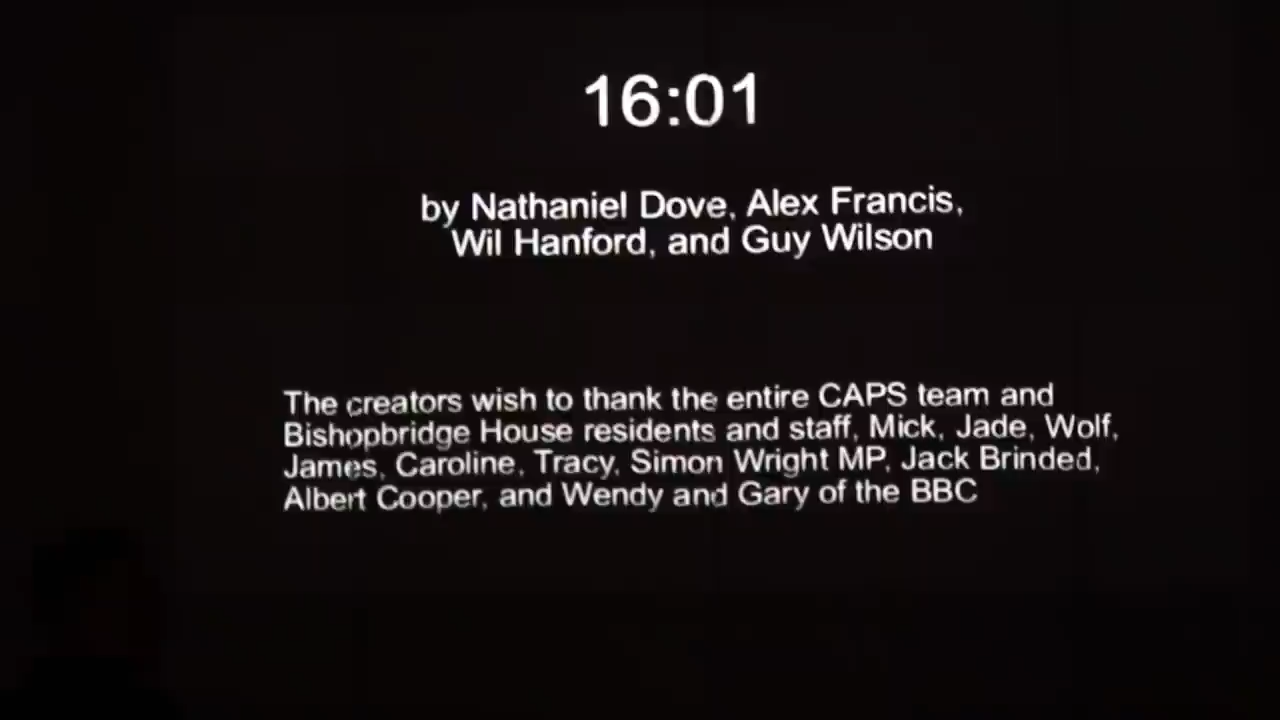 16:01
by Nathaniel Dove, Alex Francis,
Wil Hanford, and Guy Wilson
The creators wish to thank the entire CAPS team and
Bishopbridge House residents and staff, Mick, Jade, Wolf,
James, Caroline, Tracy, Simon Wright MP, Jack Brinded,
Albert Cooper, and Wendy and Gary of the BBC